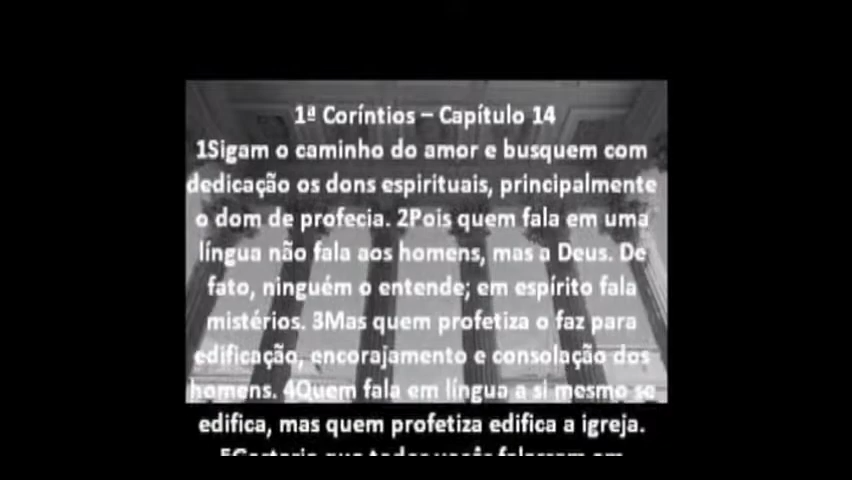 1ª Coríntios – Capítulo 14
1Sigam o caminho do amor e busquem com
dedicação os dons espirituais, principalmente
o dom de profecia. 2Pois quem fala em uma
língua não fala aos homens, mas a Deus. De
fato, ninguém o entende; em espírito fala
mistérios. 3Mas quem profetiza o faz para
edificação, encorajamento e consolação dos
homens. 4Quem fala em língua a si mesmo se
edifica, mas quem profetiza edifica a igreja.